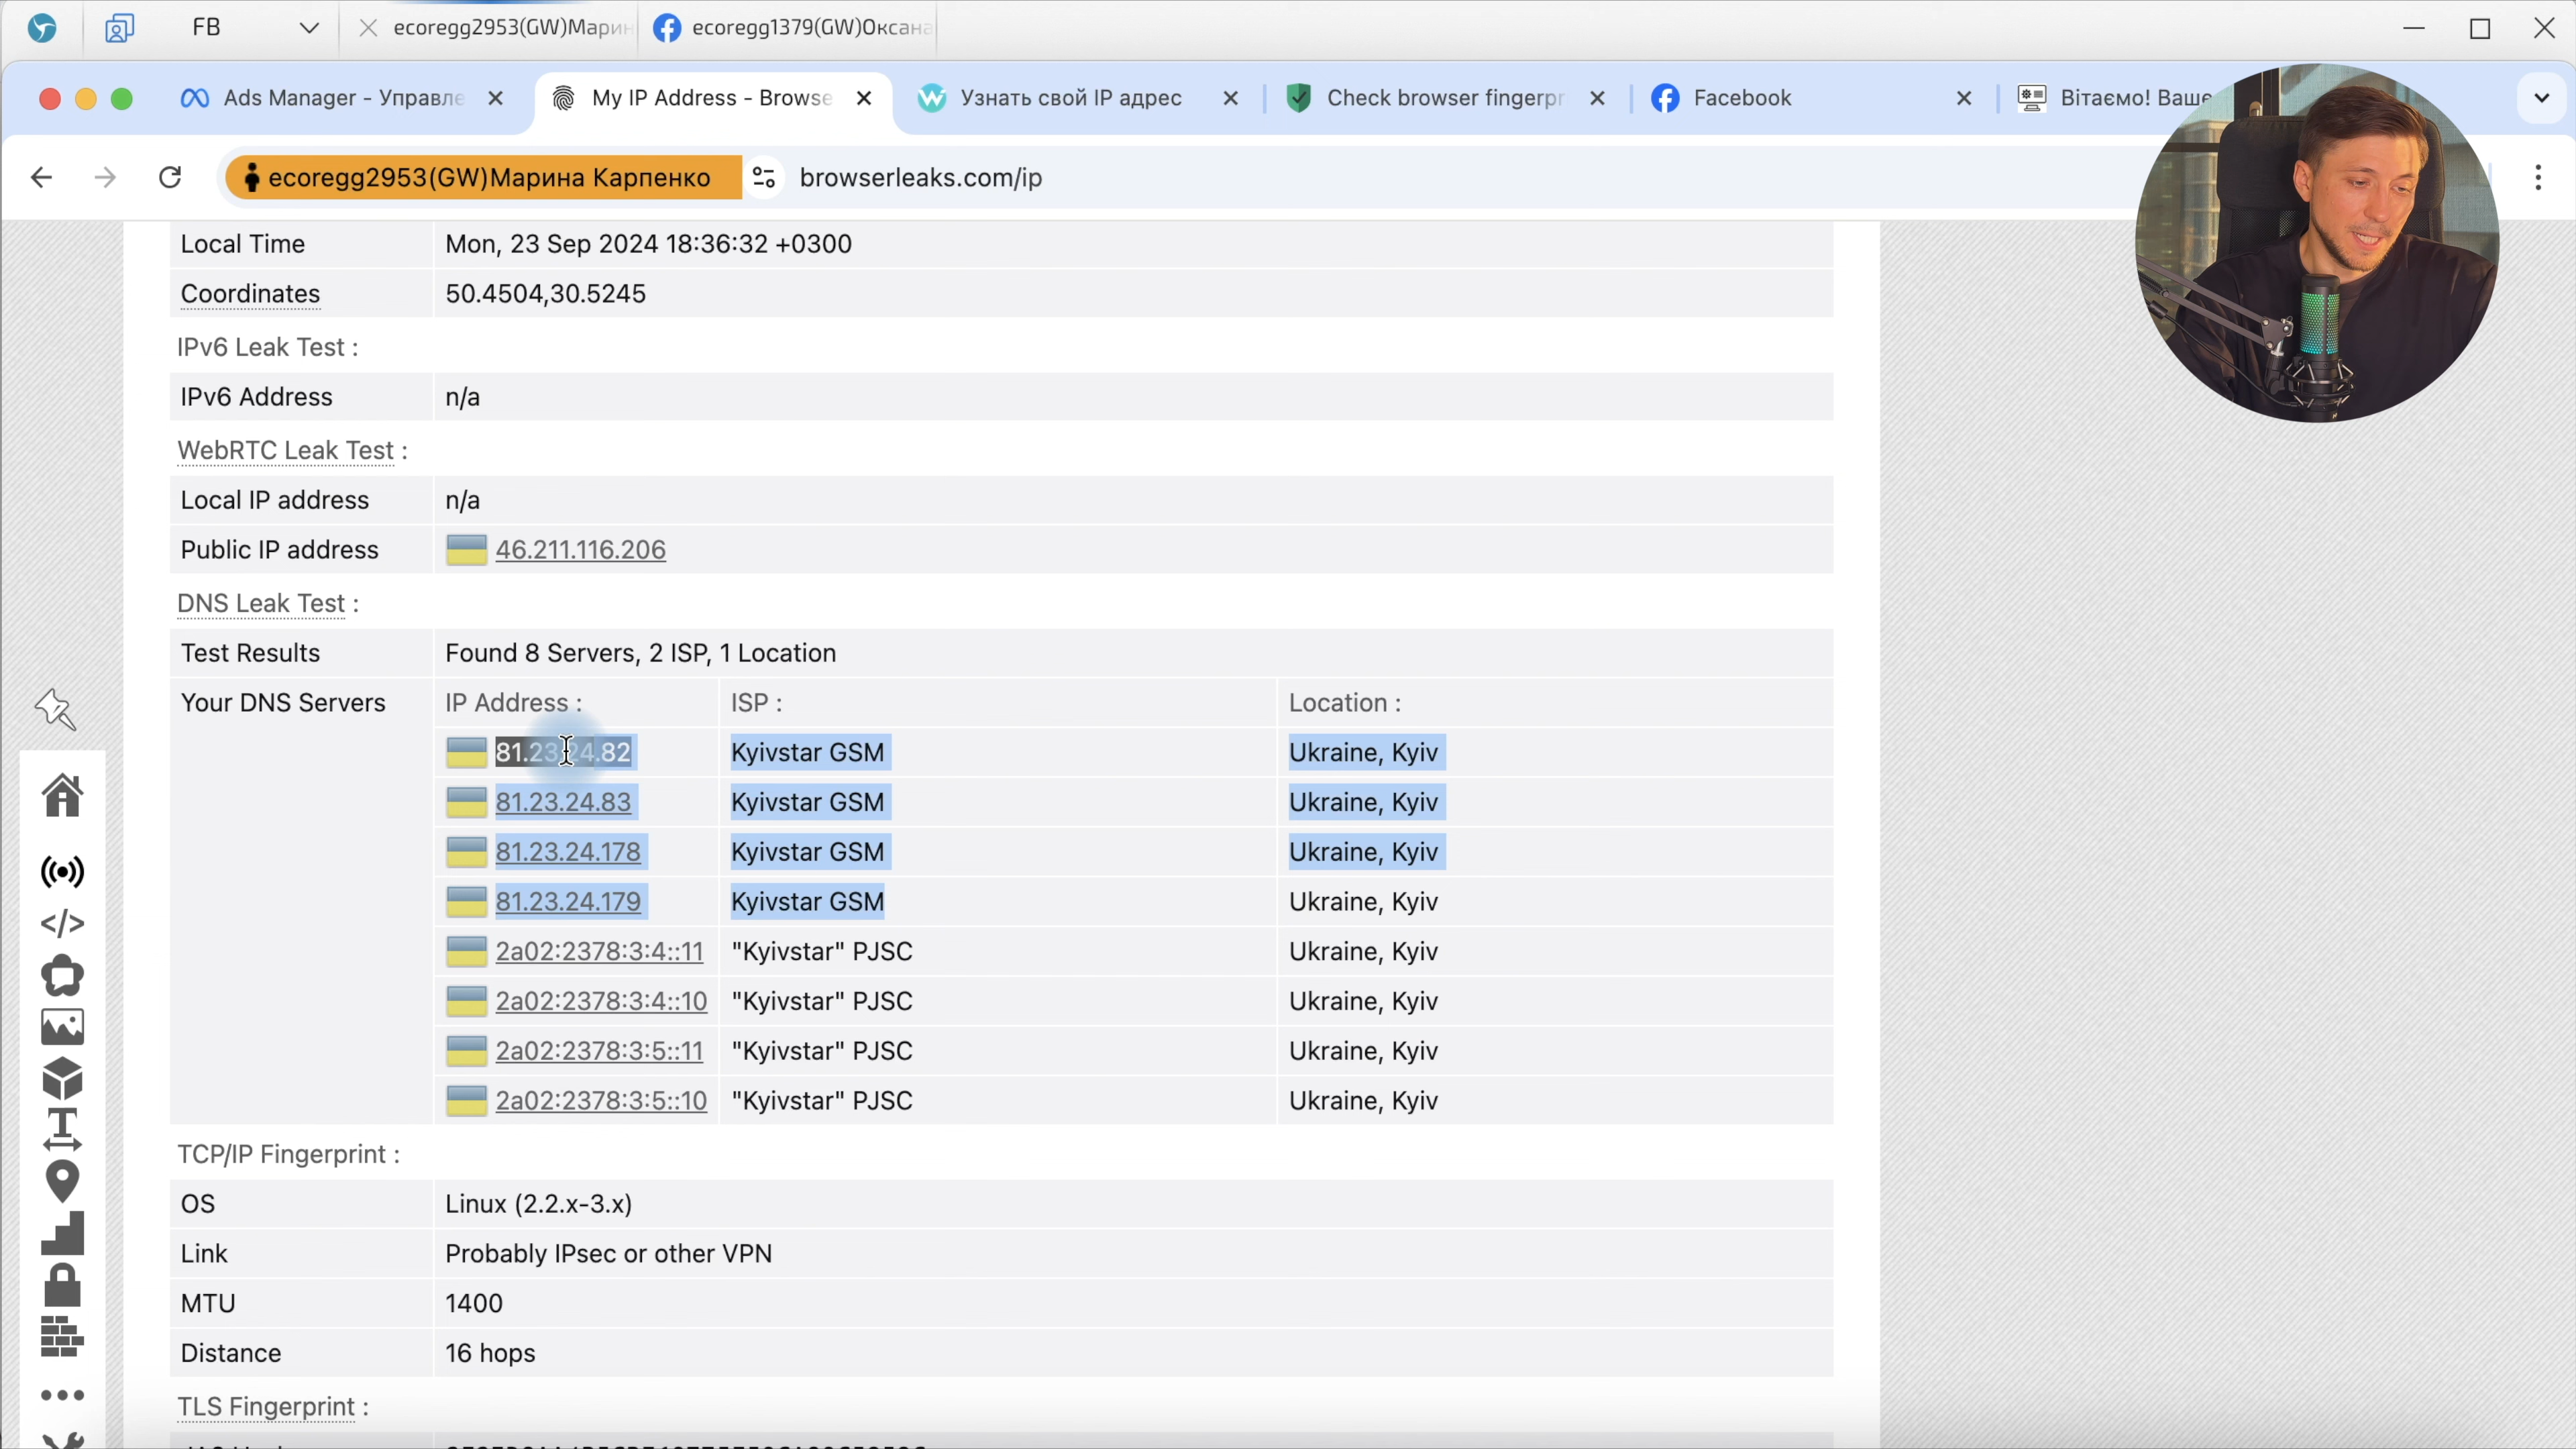 FB
ecoregg2953(GW)Марин
ecoregg1379(GW)Оксана
Ads Manager - Управле
My IP Address - Browse
Узнать свой IP адрес
Check browser fingerpr
Facebook
Вітаємо! Ваше
ecoregg2953(GW)Марина Карпенко
browserleaks.com/ip
Local Time Mon, 23 Sep 2024 18:36:32 +0300
Coordinates 50.4504,30.5245
IPv6 Leak Test :
IPv6 Address n/a
WebRTC Leak Test :
Local IP address n/a
Public IP address 46.211.116.206
DNS Leak Test :
Test Results Found 8 Servers, 2 ISP, 1 Location
Your DNS Servers IP Address : ISP : Location :
81.23.24.82 Kyivstar GSM Ukraine, Kyiv
81.23.24.83 Kyivstar GSM Ukraine, Kyiv
81.23.24.178 Kyivstar GSM Ukraine, Kyiv
81.23.24.179 Kyivstar GSM Ukraine, Kyiv
2a02:2378:3:4::11 "Kyivstar" PJSC Ukraine, Kyiv
2a02:2378:3:4::10 "Kyivstar" PJSC Ukraine, Kyiv
2a02:2378:3:5::11 "Kyivstar" PJSC Ukraine, Kyiv
2a02:2378:3:5::10 "Kyivstar" PJSC Ukraine, Kyiv
TCP/IP Fingerprint :
OS Linux (2.2.x-3.x)
Link Probably IPsec or other VPN
MTU 1400
Distance 16 hops
TLS Fingerprint :